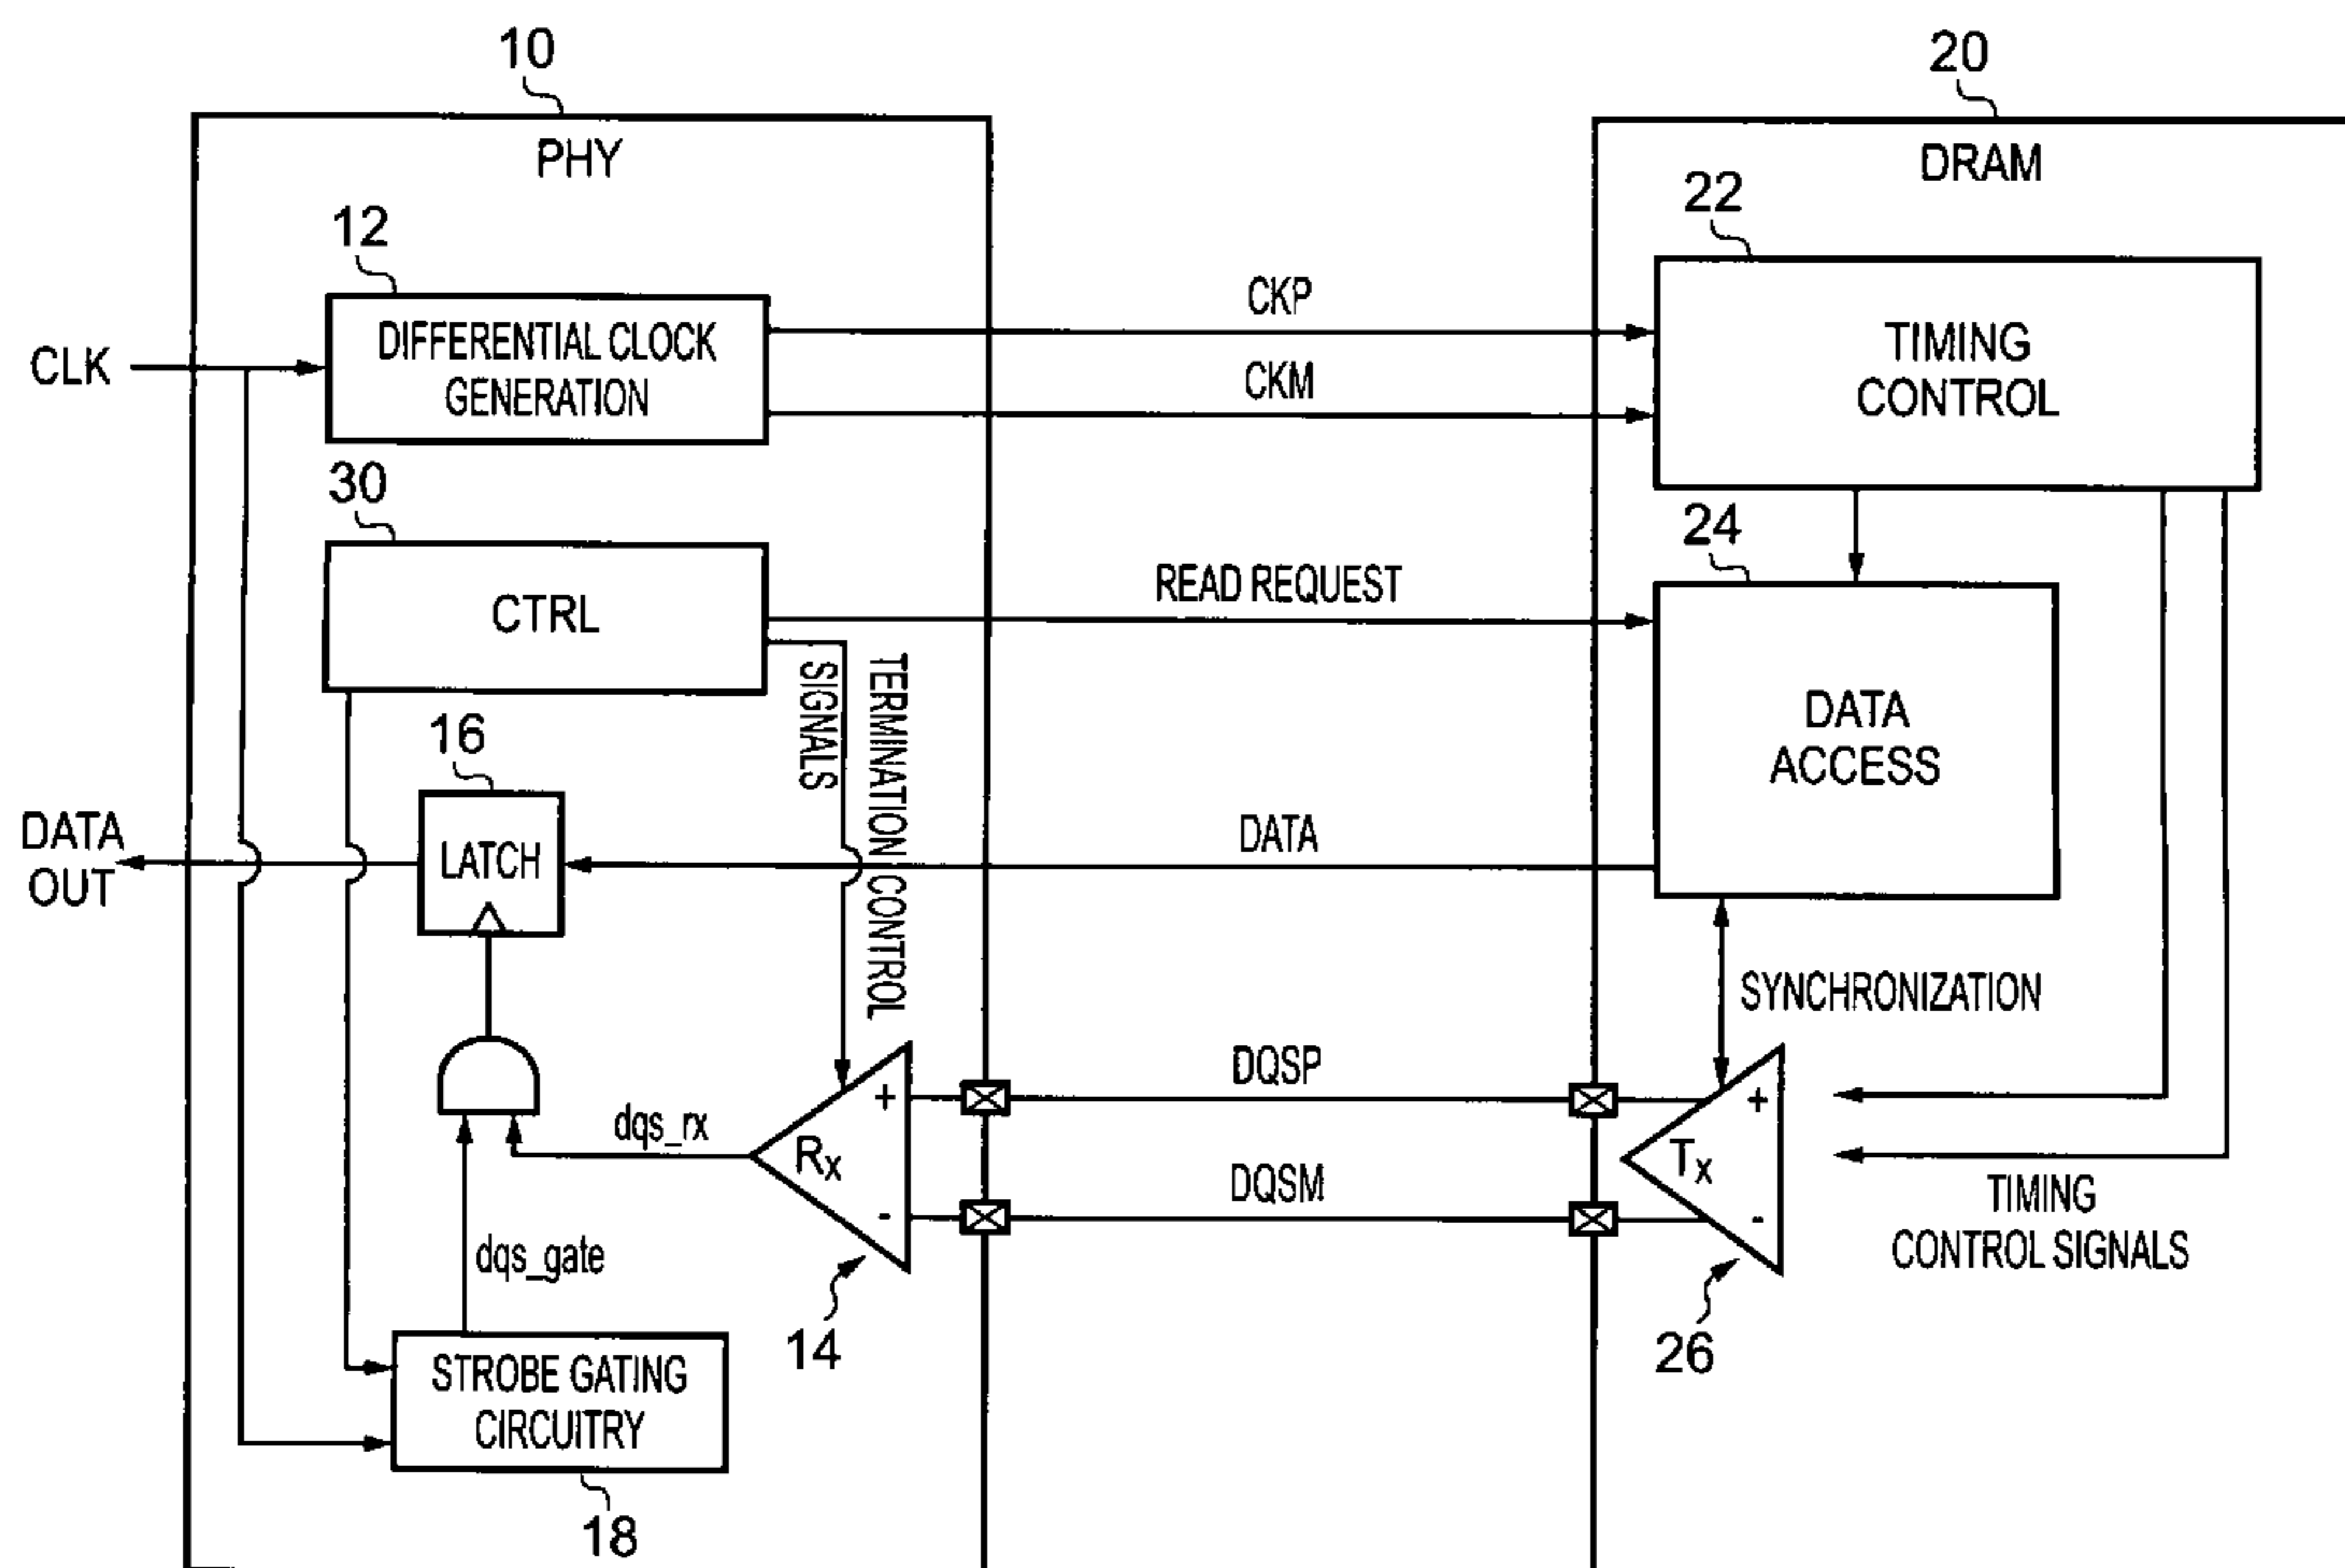 10
20
PHY
DRAM
22
12
CKP
DIFFERENTIAL CLOCK
GENERATION
TIMING
CONTROL
CLK
CKM
30
24
CTRL
READ REQUEST
TERMINATION CONTROL
SIGNALS
DATA
ACCESS
16
DATA
OUT
LATCH
DATA
SYNCHRONIZATION
DQSP
+
+
dqs_rx
Rx
Tx
DQSM
-
-
TIMING
CONTROL SIGNALS
dqs_gate
14
26
STROBE GATING
CIRCUITRY
18